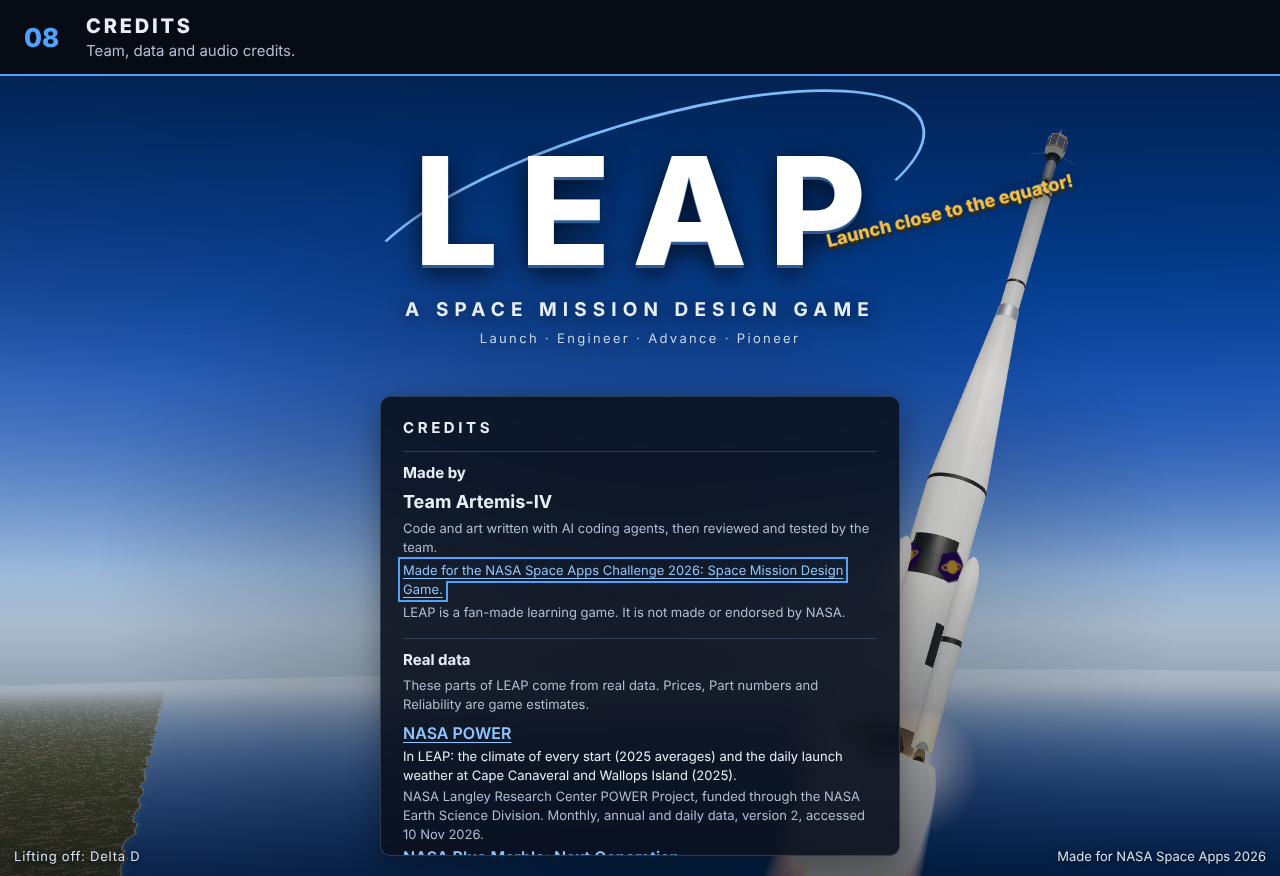 08
CREDITS
Team, data and audio credits.
LEAP
Launch close to the equator!
A SPACE MISSION DESIGN GAME
Launch · Engineer · Advance · Pioneer
CREDITS
Made by
Team Artemis-IV
Code and art written with AI coding agents, then reviewed and tested by the
team.
Made for the NASA Space Apps Challenge 2026: Space Mission Design
Game.
LEAP is a fan-made learning game. It is not made or endorsed by NASA.
Real data
These parts of LEAP come from real data. Prices, Part numbers and
Reliability are game estimates.
NASA POWER
In LEAP: the climate of every start (2025 averages) and the daily launch
weather at Cape Canaveral and Wallops Island (2025).
NASA Langley Research Center POWER Project, funded through the NASA
Earth Science Division. Monthly, annual and daily data, version 2, accessed
10 Nov 2026.
NASA Blue Marble: Next Generation
Lifting off: Delta D
Made for NASA Space Apps 2026